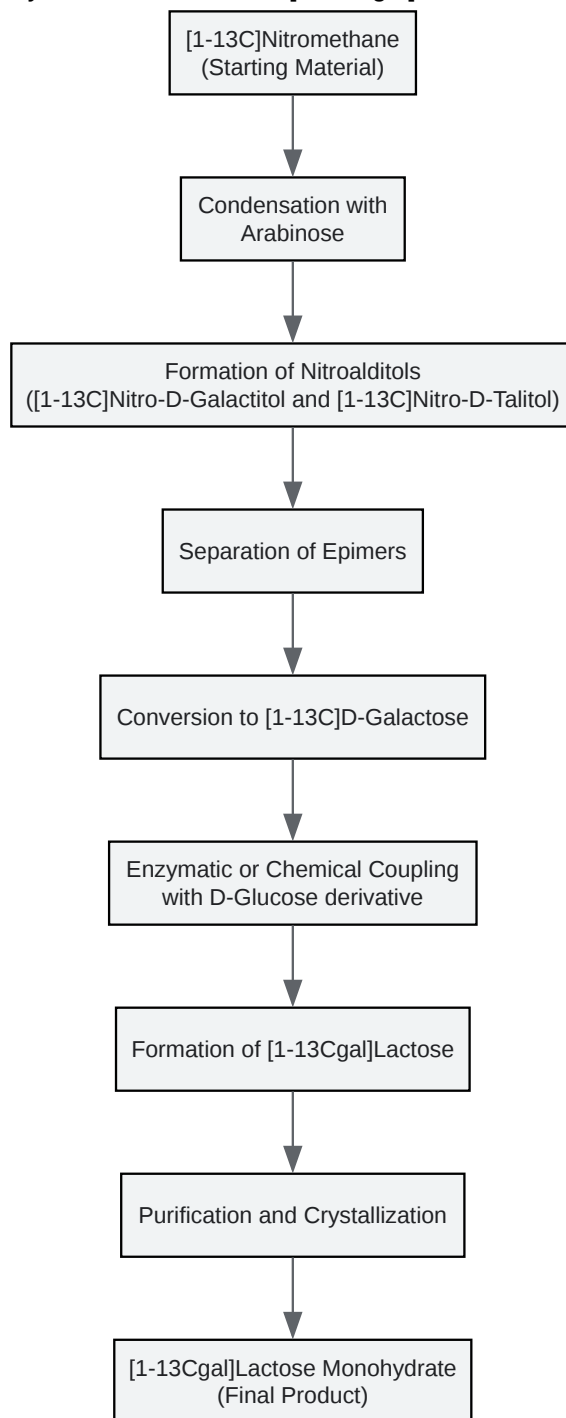 [1-13C]Nitromethane
(Starting Material)
Condensation with
Arabinose
Formation of Nitroalditols
([1-13C]Nitro-D-Galactitol and [1-13C]Nitro-D-Talitol)
Separation of Epimers
Conversion to [1-13C]D-Galactose
Enzymatic or Chemical Coupling
with D-Glucose derivative
Formation of [1-13Cgal]Lactose
Purification and Crystallization
[1-13Cgal]Lactose Monohydrate
(Final Product)